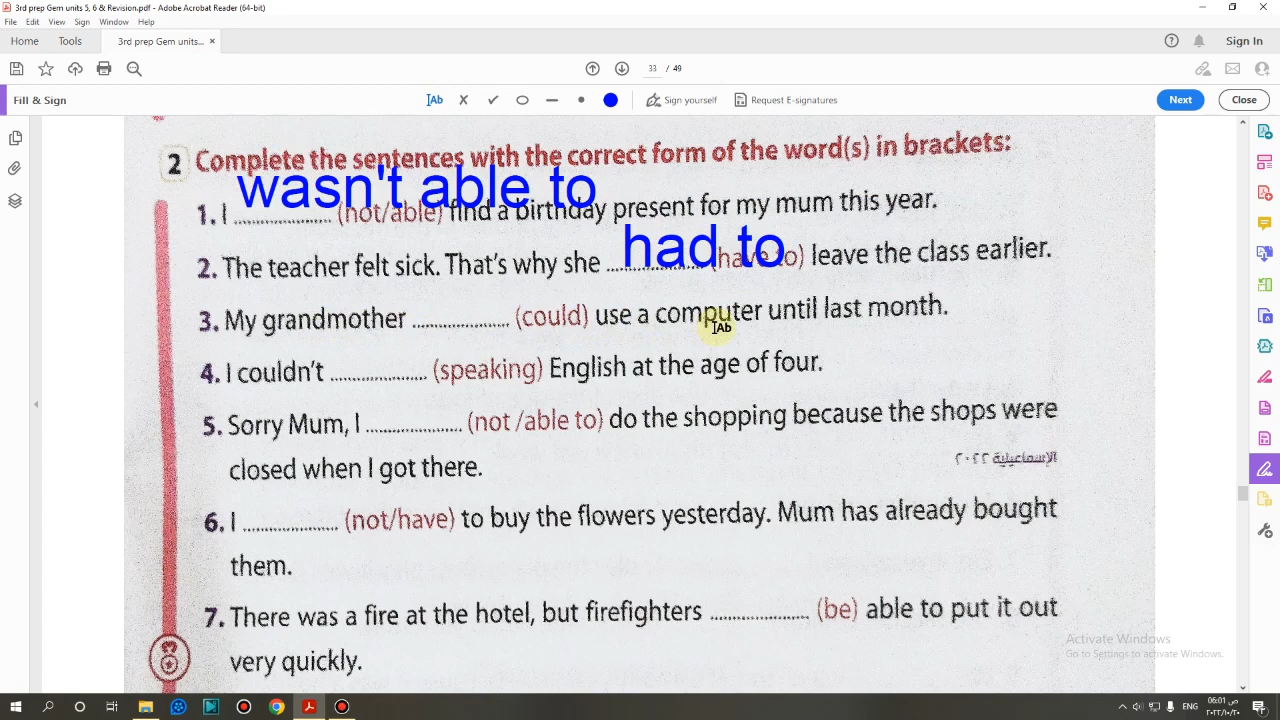 3rd prep Gem units 5, 6 & Revision.pdf - Adobe Acrobat Reader (64-bit)
File Edit View Sign Window Help
Home Tools 3rd prep Gem units... × Sign In
33 / 49
Fill & Sign Ab Sign yourself Request E-signatures Next Close
2 Complete the sentences with the correct form of the word(s) in brackets:
wasn't able to
1. I .................... (not/able) find a birthday present for my mum this year.
had to
2. The teacher felt sick. That's why she .................... (have to) leave the class earlier.
3. My grandmother .................... (could) use a computer until last month.
Ab
4. I couldn't .................... (speaking) English at the age of four.
5. Sorry Mum, I .................... (not /able to) do the shopping because the shops were
closed when I got there.
الإسماعيلية ٢٠٢٢
6. I .................... (not/have) to buy the flowers yesterday. Mum has already bought
them.
7. There was a fire at the hotel, but firefighters .................... (be) able to put it out
very quickly.
Activate Windows
Go to Settings to activate Windows.
ENG
06:01 ص